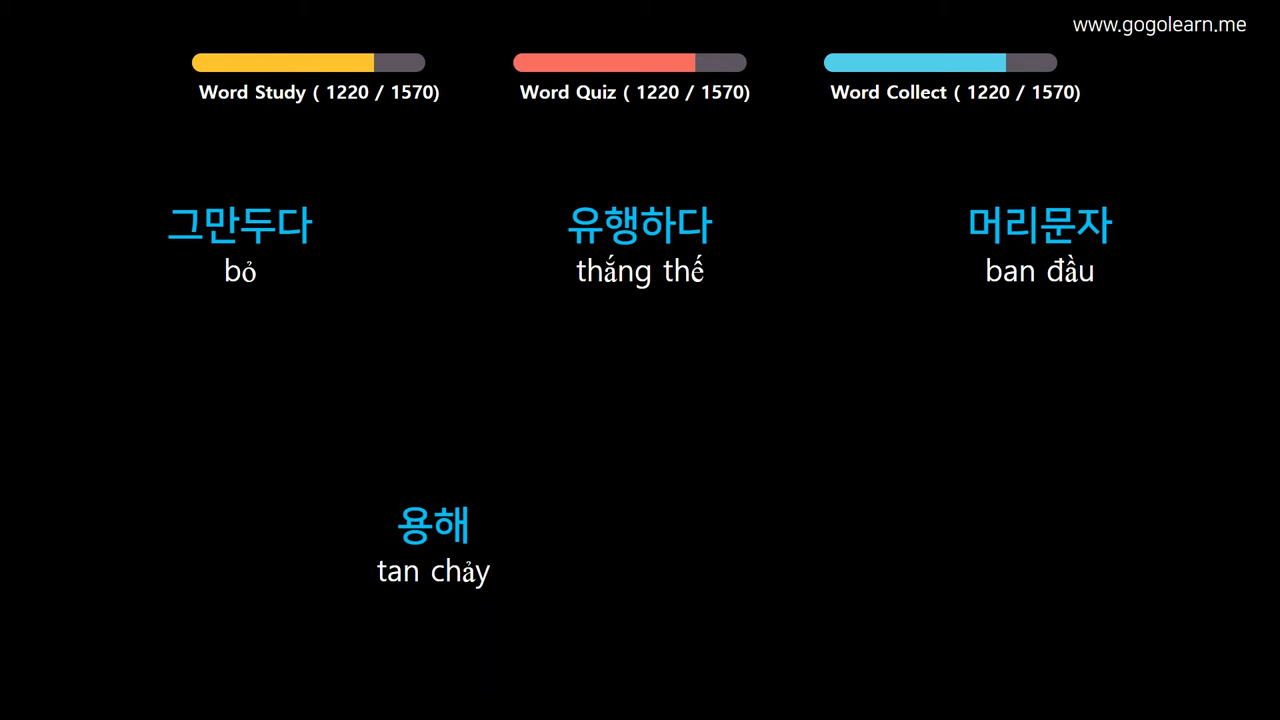 www.gogolearn.me
Word Study ( 1220 / 1570)
Word Quiz ( 1220 / 1570)
Word Collect ( 1220 / 1570)
그만두다
bỏ
유행하다
thắng thế
머리문자
ban đầu
용해
tan chảy